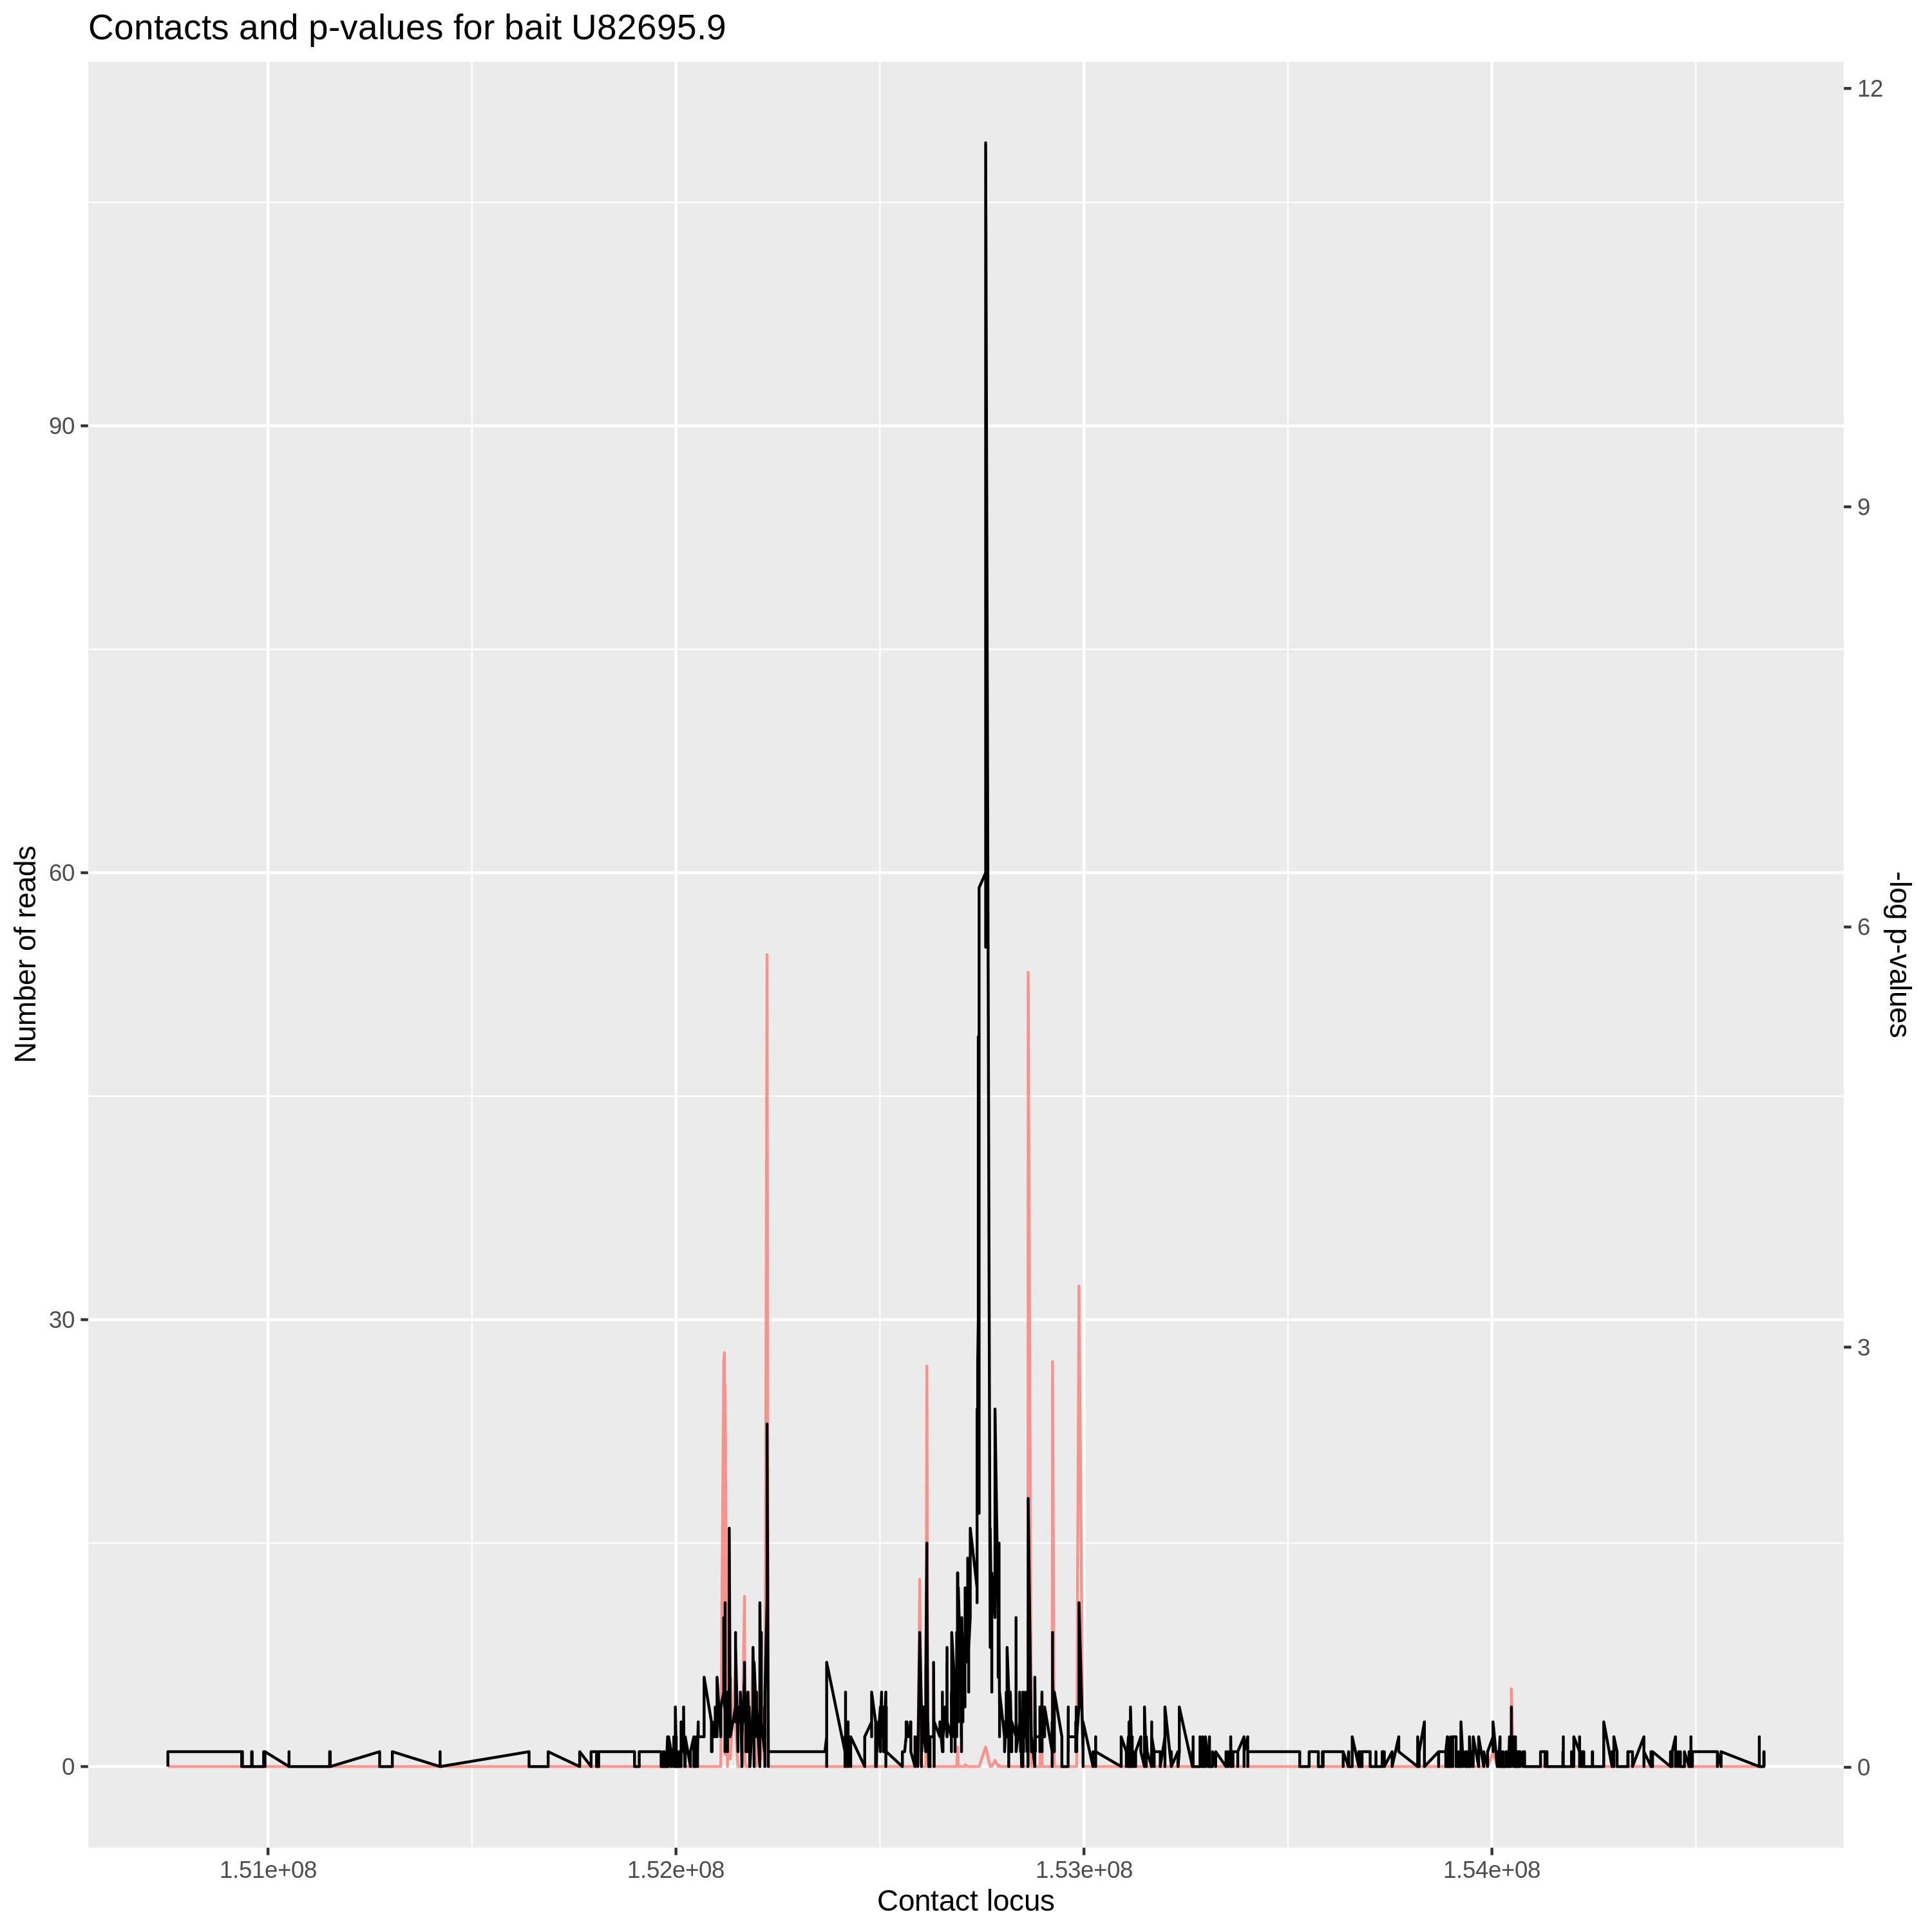 Contacts and p-values for bait U82695.9
12
90
9
60
Number of reads
-log p-values
6
30
3
0
0
1.51e+08
1.52e+08
1.53e+08
1.54e+08
Contact locus